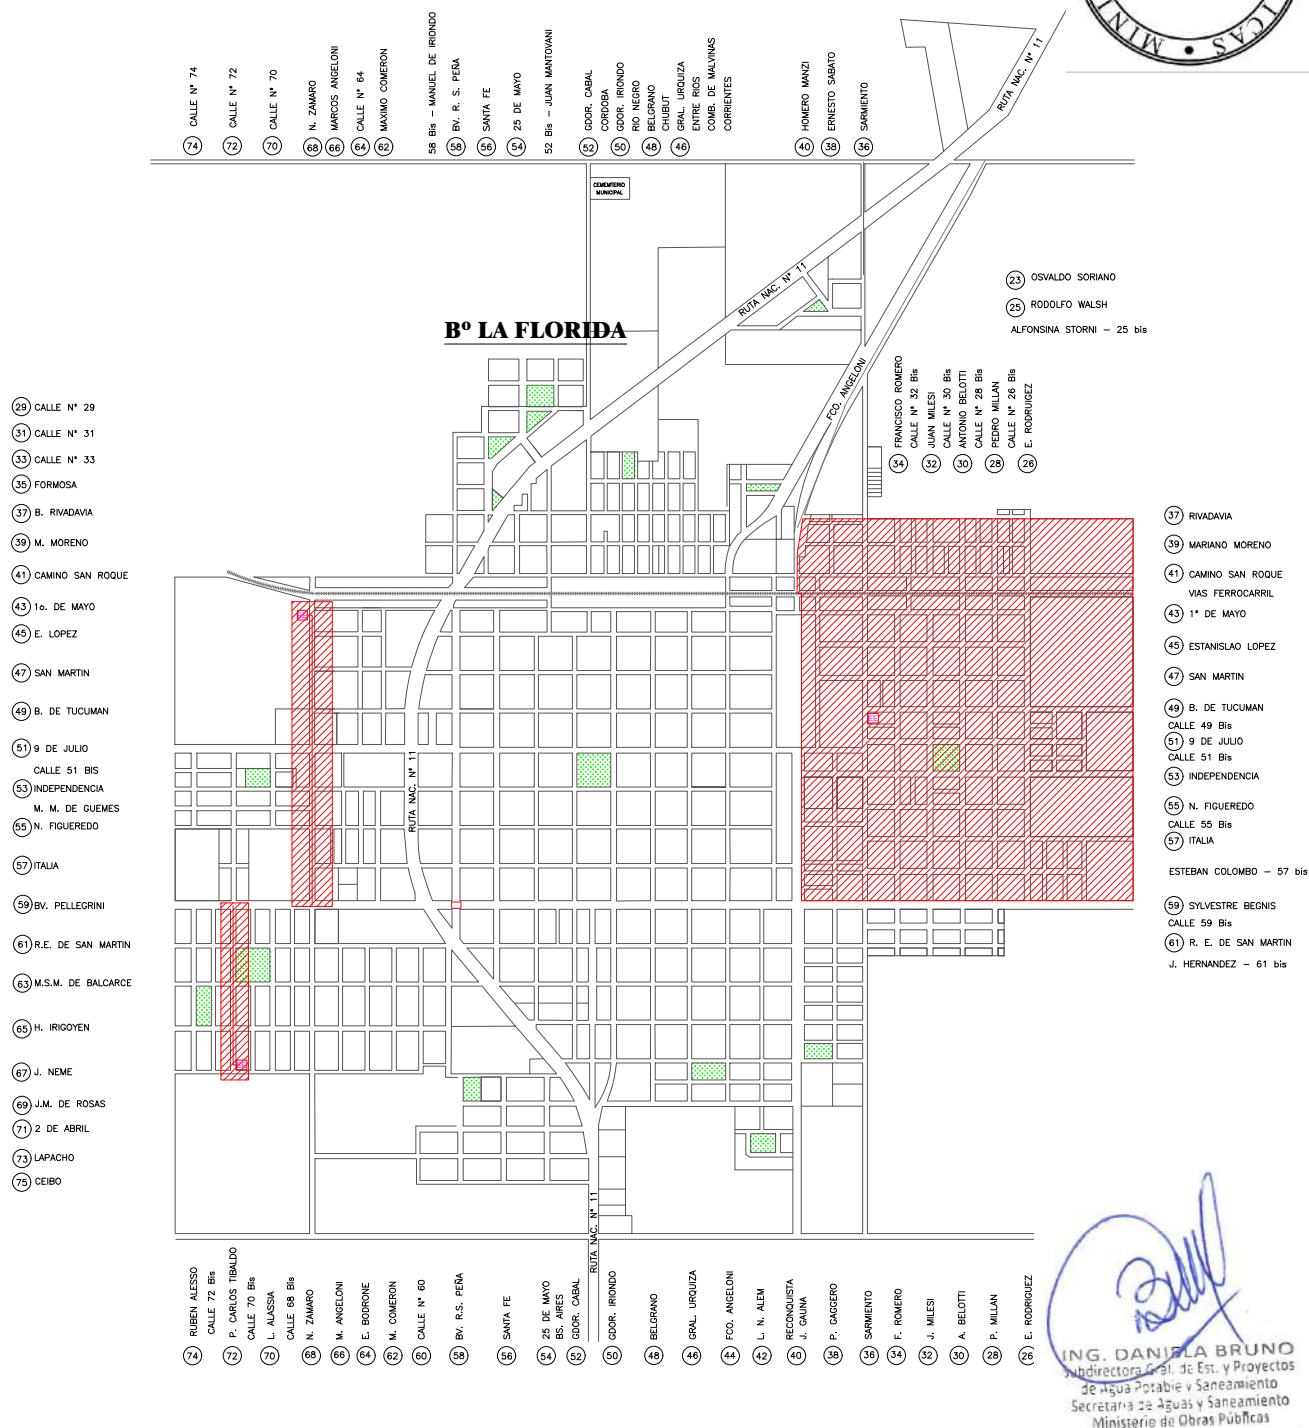 MINI
ICAS
74 CALLE Nº 74
72 CALLE Nº 72
70 CALLE Nº 70
68 N. ZAMARO
66 MARCOS ANGELONI
64 CALLE Nº 64
62 MAXIMO COMERON
58 Bis – MANUEL DE IRIONDO
58 BV. R. S. PEÑA
56 SANTA FE
54 25 DE MAYO
52 Bis – JUAN MANTOVANI
52 GDOR. CABAL
CORDOBA
50 GDOR. IRIONDO
RIO NEGRO
48 BELGRANO
CHUBUT
46 GRAL. URQUIZA
ENTRE RIOS
COMB. DE MALVINAS
CORRIENTES
40 HOMERO MANZI
38 ERNESTO SABATO
36 SARMIENTO
RUTA NAC. Nº 11
CEMEMTERIO
MUNICIPAL
RUTA NAC. Nº 11
23 OSVALDO SORIANO
25 RODOLFO WALSH
ALFONSINA STORNI – 25 bis
Bº LA FLORIDA
FCO. ANGELONI
34 FRANCISCO ROMERO
CALLE Nº 32 Bis
32 JUAN MILESI
CALLE Nº 30 Bis
30 ANTONIO BELOTTI
CALLE Nº 28 Bis
28 PEDRO MILLAN
CALLE Nº 26 Bis
26 E. RODRUIGEZ
29 CALLE Nº 29
31 CALLE Nº 31
33 CALLE Nº 33
35 FORMOSA
37 B. RIVADAVIA
39 M. MORENO
41 CAMINO SAN ROQUE
43 1o. DE MAYO
45 E. LOPEZ
47 SAN MARTIN
49 B. DE TUCUMAN
51 9 DE JULIO
CALLE 51 BIS
53 INDEPENDENCIA
M. M. DE GUEMES
55 N. FIGUEREDO
57 ITALIA
59 BV. PELLEGRINI
61 R.E. DE SAN MARTIN
63 M.S.M. DE BALCARCE
65 H. IRIGOYEN
67 J. NEME
69 J.M. DE ROSAS
71 2 DE ABRIL
73 LAPACHO
75 CEIBO
37 RIVADAVIA
39 MARIANO MORENO
41 CAMINO SAN ROQUE
VIAS FERROCARRIL
43 1º DE MAYO
45 ESTANISLAO LOPEZ
47 SAN MARTIN
49 B. DE TUCUMAN
CALLE 49 Bis
51 9 DE JULIO
CALLE 51 Bis
53 INDEPENDENCIA
55 N. FIGUEREDO
CALLE 55 Bis
57 ITALIA
ESTEBAN COLOMBO – 57 bis
59 SYLVESTRE BEGNIS
CALLE 59 Bis
61 R. E. DE SAN MARTIN
J. HERNANDEZ – 61 bis
RUTA NAC. Nº 11
RUTA NAC. Nº 11
74 RUBEN ALESSO
CALLE 72 Bis
72 P. CARLOS TIBALDO
CALLE 70 Bis
70 L. ALASSIA
CALLE 68 Bis
68 N. ZAMARO
66 M. ANGELONI
64 E. BODRONE
62 M. COMERON
60 CALLE Nº 60
58 BV. R.S. PEÑA
56 SANTA FE
54 25 DE MAYO
BS. AIRES
52 GDOR. CABAL
50 GDOR. IRIONDO
48 BELGRANO
46 GRAL. URQUIZA
44 FCO. ANGELONI
42 L. N. ALEM
RECONQUISTA
40 J. GAUNA
38 P. GAGGERO
36 SARMIENTO
34 F. ROMERO
32 J. MILESI
30 A. BELOTTI
28 P. MILLAN
26 E. RODRIGUEZ
ING. DANIELA BRUNO
Subdirectora Gral. de Est. y Proyectos
de Agua Potable y Saneamiento
Secretaría de Aguas y Saneamiento
Ministerio de Obras Públicas